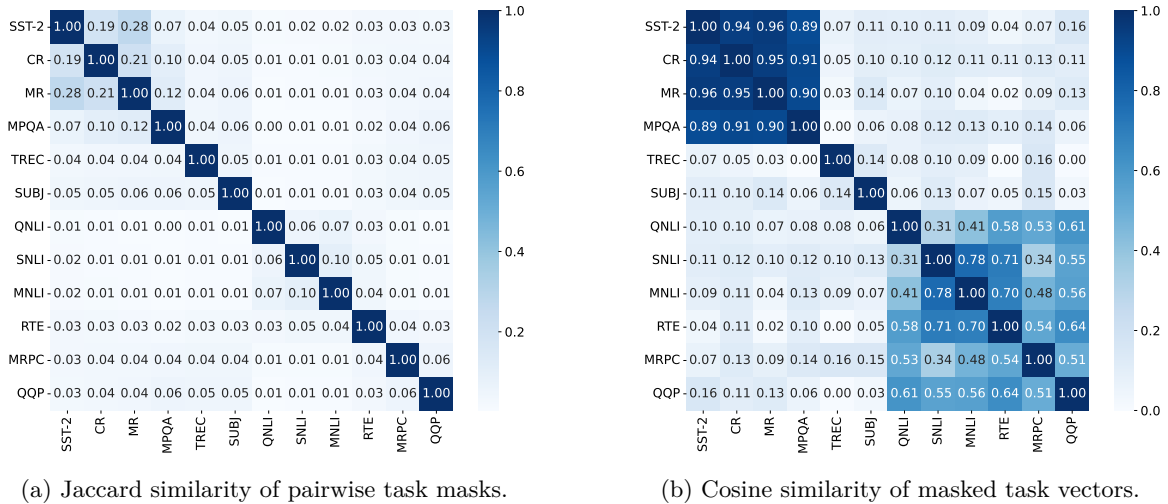 SST-2 1.00 0.19 0.28 0.07 0.04 0.05 0.01 0.02 0.02 0.03 0.03 0.03
CR 0.19 1.00 0.21 0.10 0.04 0.05 0.01 0.01 0.01 0.03 0.04 0.04
MR 0.28 0.21 1.00 0.12 0.04 0.06 0.01 0.01 0.01 0.03 0.04 0.04
MPQA 0.07 0.10 0.12 1.00 0.04 0.06 0.00 0.01 0.01 0.02 0.04 0.06
TREC 0.04 0.04 0.04 0.04 1.00 0.05 0.01 0.01 0.01 0.03 0.04 0.05
SUBJ 0.05 0.05 0.06 0.06 0.05 1.00 0.01 0.01 0.01 0.03 0.04 0.05
QNLI 0.01 0.01 0.01 0.00 0.01 0.01 1.00 0.06 0.07 0.03 0.01 0.01
SNLI 0.02 0.01 0.01 0.01 0.01 0.01 0.06 1.00 0.10 0.05 0.01 0.01
MNLI 0.02 0.01 0.01 0.01 0.01 0.01 0.07 0.10 1.00 0.04 0.01 0.01
RTE 0.03 0.03 0.03 0.02 0.03 0.03 0.03 0.05 0.04 1.00 0.04 0.03
MRPC 0.03 0.04 0.04 0.04 0.04 0.04 0.01 0.01 0.01 0.04 1.00 0.06
QQP 0.03 0.04 0.04 0.06 0.05 0.05 0.01 0.01 0.01 0.03 0.06 1.00
SST-2 CR MR MPQA TREC SUBJ QNLI SNLI MNLI RTE MRPC QQP
1.0
0.8
0.6
0.4
0.2
(a) Jaccard similarity of pairwise task masks.
SST-2 1.00 0.94 0.96 0.89 0.07 0.11 0.10 0.11 0.09 0.04 0.07 0.16
CR 0.94 1.00 0.95 0.91 0.05 0.10 0.10 0.12 0.11 0.11 0.13 0.11
MR 0.96 0.95 1.00 0.90 0.03 0.14 0.07 0.10 0.04 0.02 0.09 0.13
MPQA 0.89 0.91 0.90 1.00 0.00 0.06 0.08 0.12 0.13 0.10 0.14 0.06
TREC 0.07 0.05 0.03 0.00 1.00 0.14 0.08 0.10 0.09 0.00 0.16 0.00
SUBJ 0.11 0.10 0.14 0.06 0.14 1.00 0.06 0.13 0.07 0.05 0.15 0.03
QNLI 0.10 0.10 0.07 0.08 0.08 0.06 1.00 0.31 0.41 0.58 0.53 0.61
SNLI 0.11 0.12 0.10 0.12 0.10 0.13 0.31 1.00 0.78 0.71 0.34 0.55
MNLI 0.09 0.11 0.04 0.13 0.09 0.07 0.41 0.78 1.00 0.70 0.48 0.56
RTE 0.04 0.11 0.02 0.10 0.00 0.05 0.58 0.71 0.70 1.00 0.54 0.64
MRPC 0.07 0.13 0.09 0.14 0.16 0.15 0.53 0.34 0.48 0.54 1.00 0.51
QQP 0.16 0.11 0.13 0.06 0.00 0.03 0.61 0.55 0.56 0.64 0.51 1.00
SST-2 CR MR MPQA TREC SUBJ QNLI SNLI MNLI RTE MRPC QQP
1.0
0.8
0.6
0.4
0.2
0.0
(b) Cosine similarity of masked task vectors.